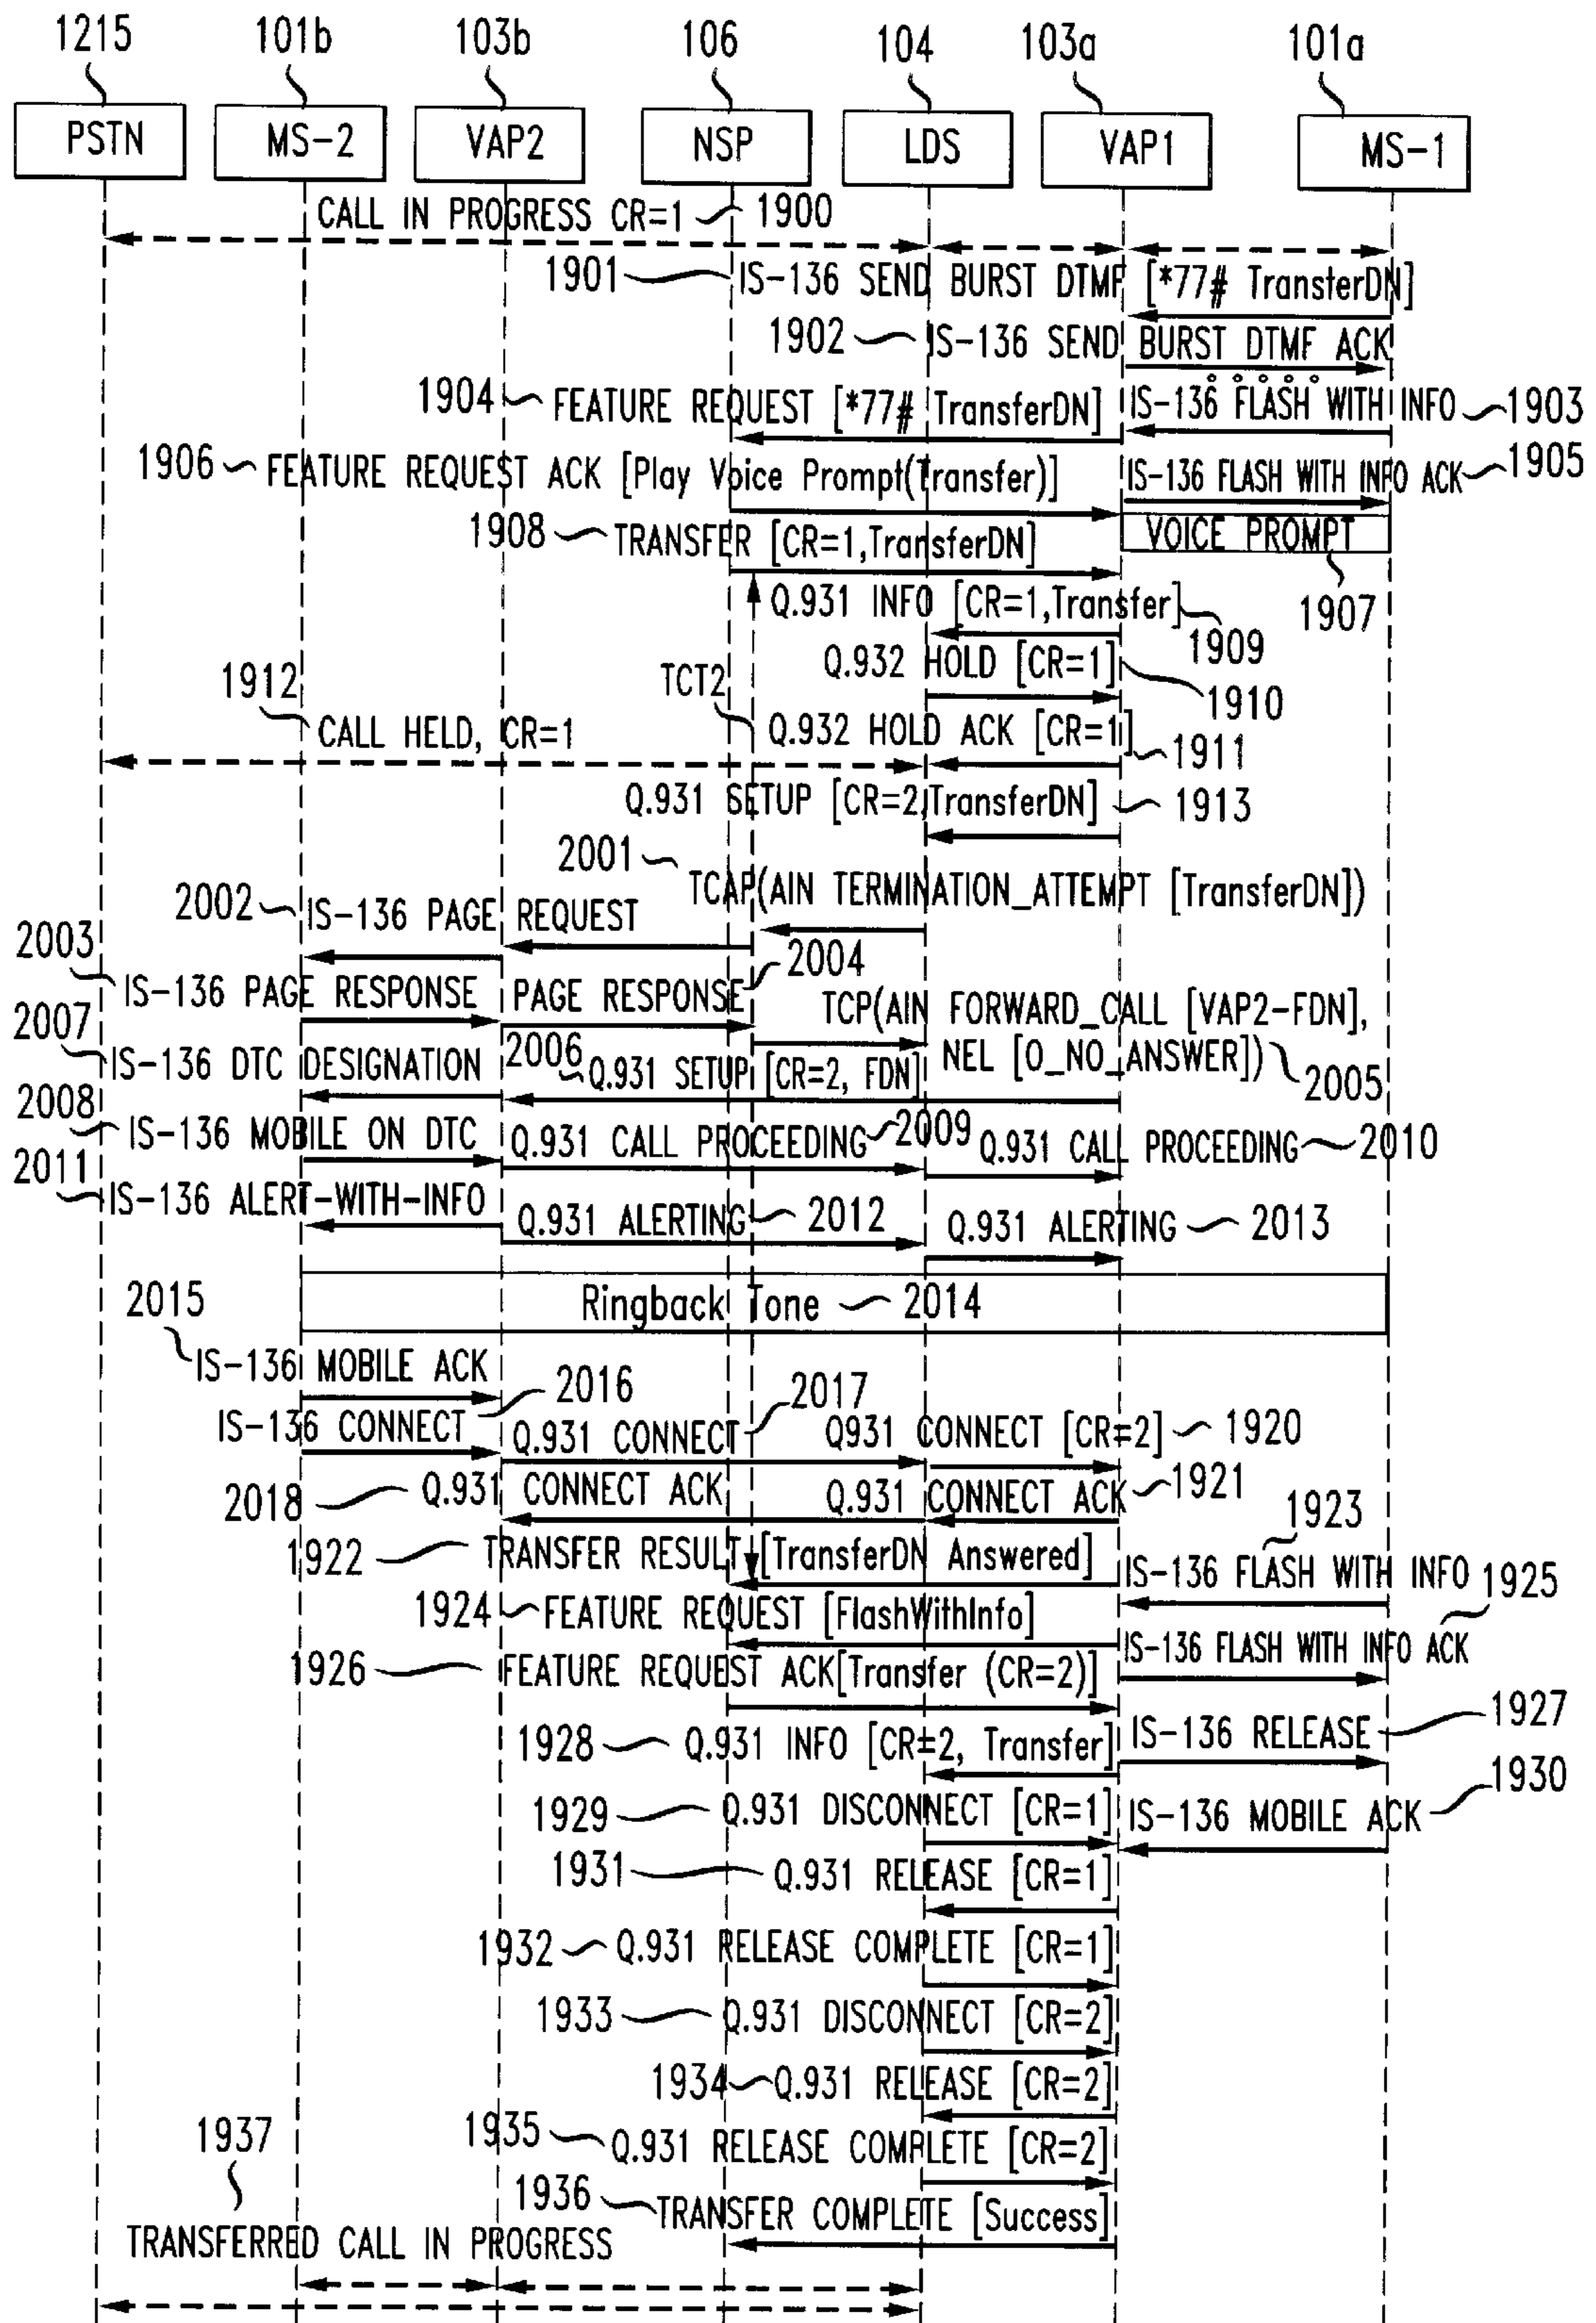 1215 101b 103b 106 104 103a 101a
PSTN MS-2 VAP2 NSP LDS VAP1 MS-1
CALL IN PROGRESS CR=1 1900
1901 IS-136 SEND BURST DTMF [*77# TransterDN]
1902 IS-136 SEND BURST DTMF ACK
1904 FEATURE REQUEST [*77# TransferDN] IS-136 FLASH WITH INFO 1903
1906 FEATURE REQUEST ACK [Play Voice Prompt(Transfer)] IS-136 FLASH WITH INFO ACK 1905
1908 TRANSFER [CR=1,TransferDN] VOICE PROMPT
1907
Q.931 INFO [CR=1,Transfer] 1909
TCT2 Q.932 HOLD [CR=1] 1910
1912 CALL HELD, CR=1 Q.932 HOLD ACK [CR=1] 1911
Q.931 SETUP [CR=2,TransferDN] 1913
2001 TCAP(AIN TERMINATION_ATTEMPT [TransferDN])
2002 IS-136 PAGE REQUEST
2003 IS-136 PAGE RESPONSE PAGE RESPONSE 2004
TCP(AIN FORWARD_CALL [VAP2-FDN],
NEL [O_NO_ANSWER]) 2005
2007 IS-136 DTC DESIGNATION 2006 Q.931 SETUP [CR=2, FDN]
2008 IS-136 MOBILE ON DTC Q.931 CALL PROCEEDING 2009 Q.931 CALL PROCEEDING 2010
2011 IS-136 ALERT-WITH-INFO Q.931 ALERTING 2012 Q.931 ALERTING 2013
Ringback Tone 2014
2015 IS-136 MOBILE ACK
IS-136 CONNECT 2016 Q.931 CONNECT 2017 Q931 CONNECT [CR=2] 1920
2018 Q.931 CONNECT ACK Q.931 CONNECT ACK 1921
1922 TRANSFER RESULT [TransferDN Answered] IS-136 FLASH WITH INFO 1923
1924 FEATURE REQUEST [FlashWithInfo] IS-136 FLASH WITH INFO ACK 1925
1926 FEATURE REQUEST ACK[Transfer (CR=2)]
1928 Q.931 INFO [CR=2, Transfer] IS-136 RELEASE 1927
1929 Q.931 DISCONNECT [CR=1] IS-136 MOBILE ACK 1930
1931 Q.931 RELEASE [CR=1]
1932 Q.931 RELEASE COMPLETE [CR=1]
1933 Q.931 DISCONNECT [CR=2]
1934 Q.931 RELEASE [CR=2]
1935 Q.931 RELEASE COMPLETE [CR=2]
1936 TRANSFER COMPLETE [Success]
1937
TRANSFERRED CALL IN PROGRESS